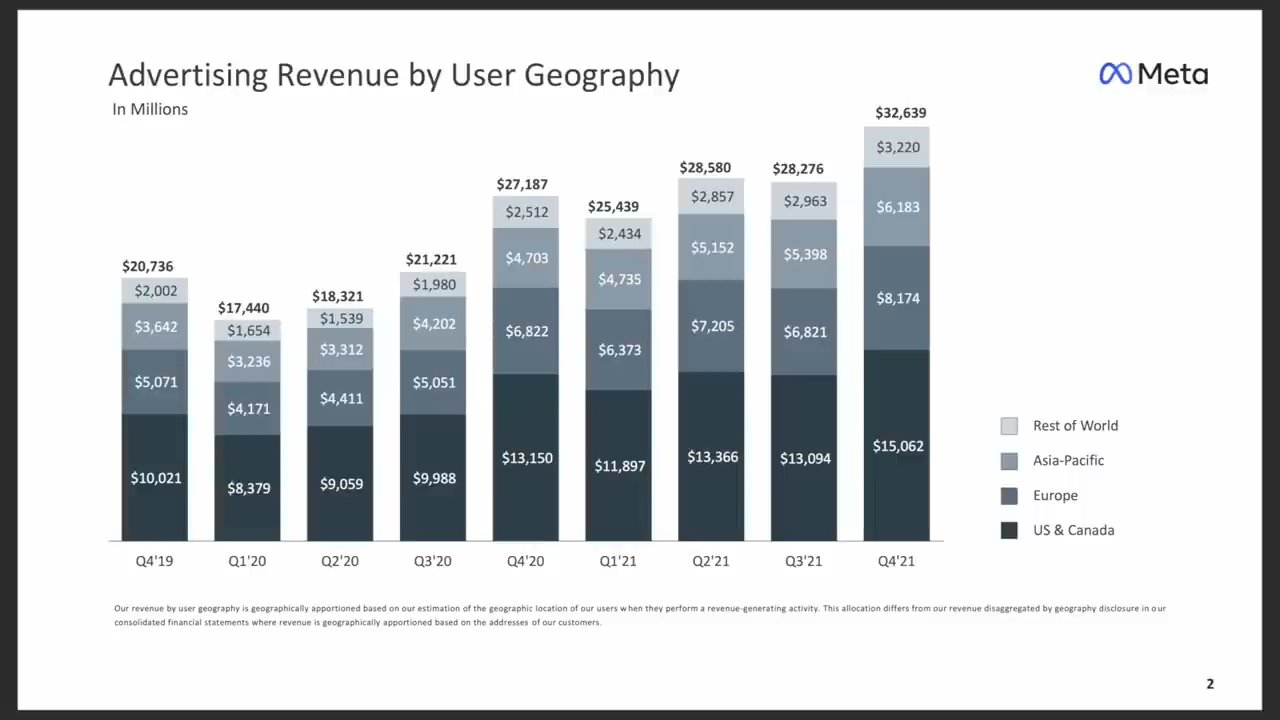 Advertising Revenue by User Geography
In Millions
Meta
$20,736
$2,002
$3,642
$5,071
$10,021
Q4'19
$17,440
$1,654
$3,236
$4,171
$8,379
Q1'20
$18,321
$1,539
$3,312
$4,411
$9,059
Q2'20
$21,221
$1,980
$4,202
$5,051
$9,988
Q3'20
$27,187
$2,512
$4,703
$6,822
$13,150
Q4'20
$25,439
$2,434
$4,735
$6,373
$11,897
Q1'21
$28,580
$2,857
$5,152
$7,205
$13,366
Q2'21
$28,276
$2,963
$5,398
$6,821
$13,094
Q3'21
$32,639
$3,220
$6,183
$8,174
$15,062
Q4'21
Rest of World
Asia-Pacific
Europe
US & Canada
Our revenue by user geography is geographically apportioned based on our estimation of the geographic location of our users when they perform a revenue-generating activity. This allocation differs from our revenue disaggregated by geography disclosure in our
consolidated financial statements where revenue is geographically apportioned based on the addresses of our customers.
2